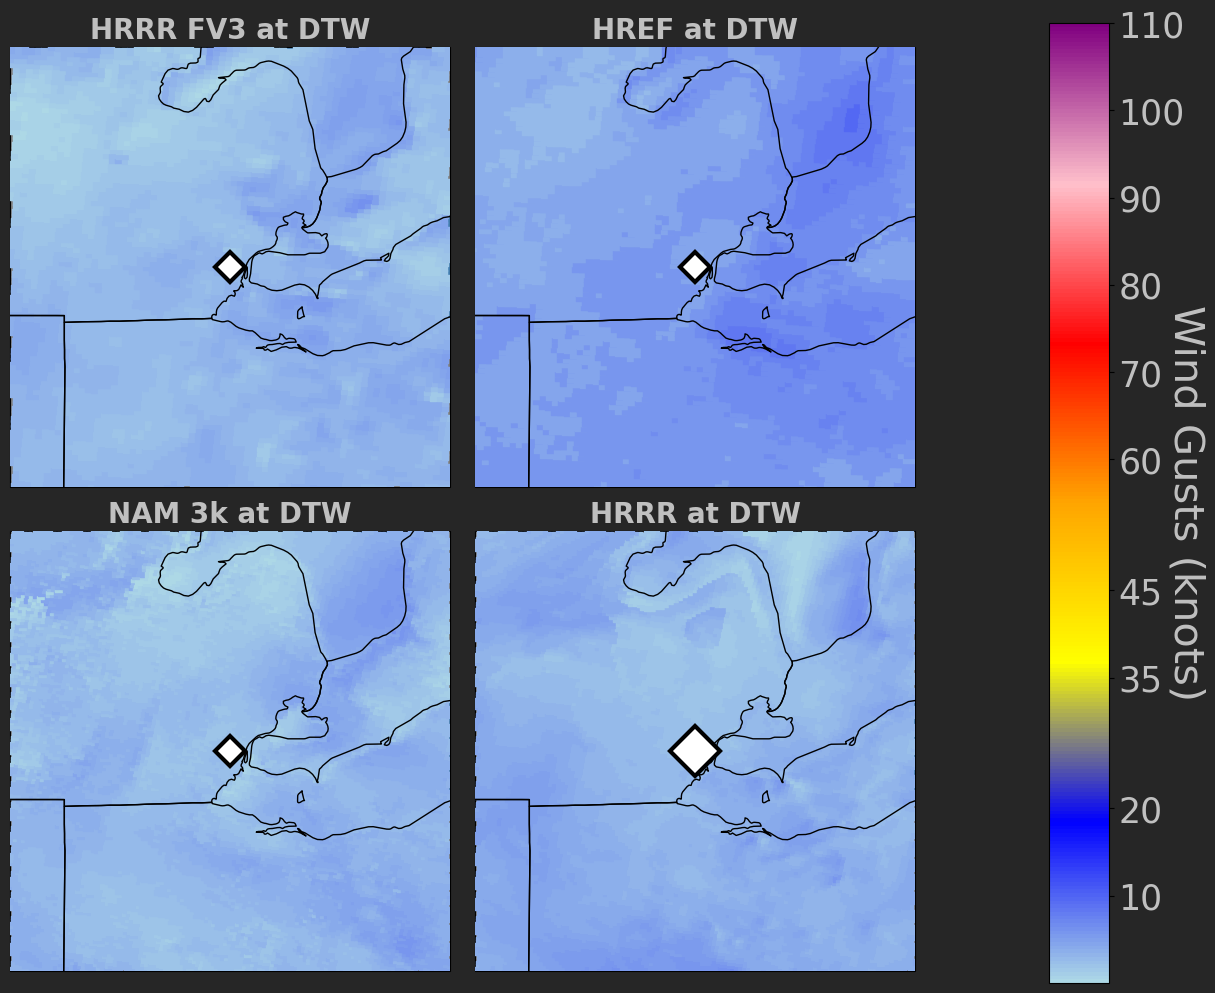 HRRR FV3 at DTW
HREF at DTW
NAM 3k at DTW
HRRR at DTW
110
100
90
80
70
60
45
35
20
10
Wind Gusts (knots)